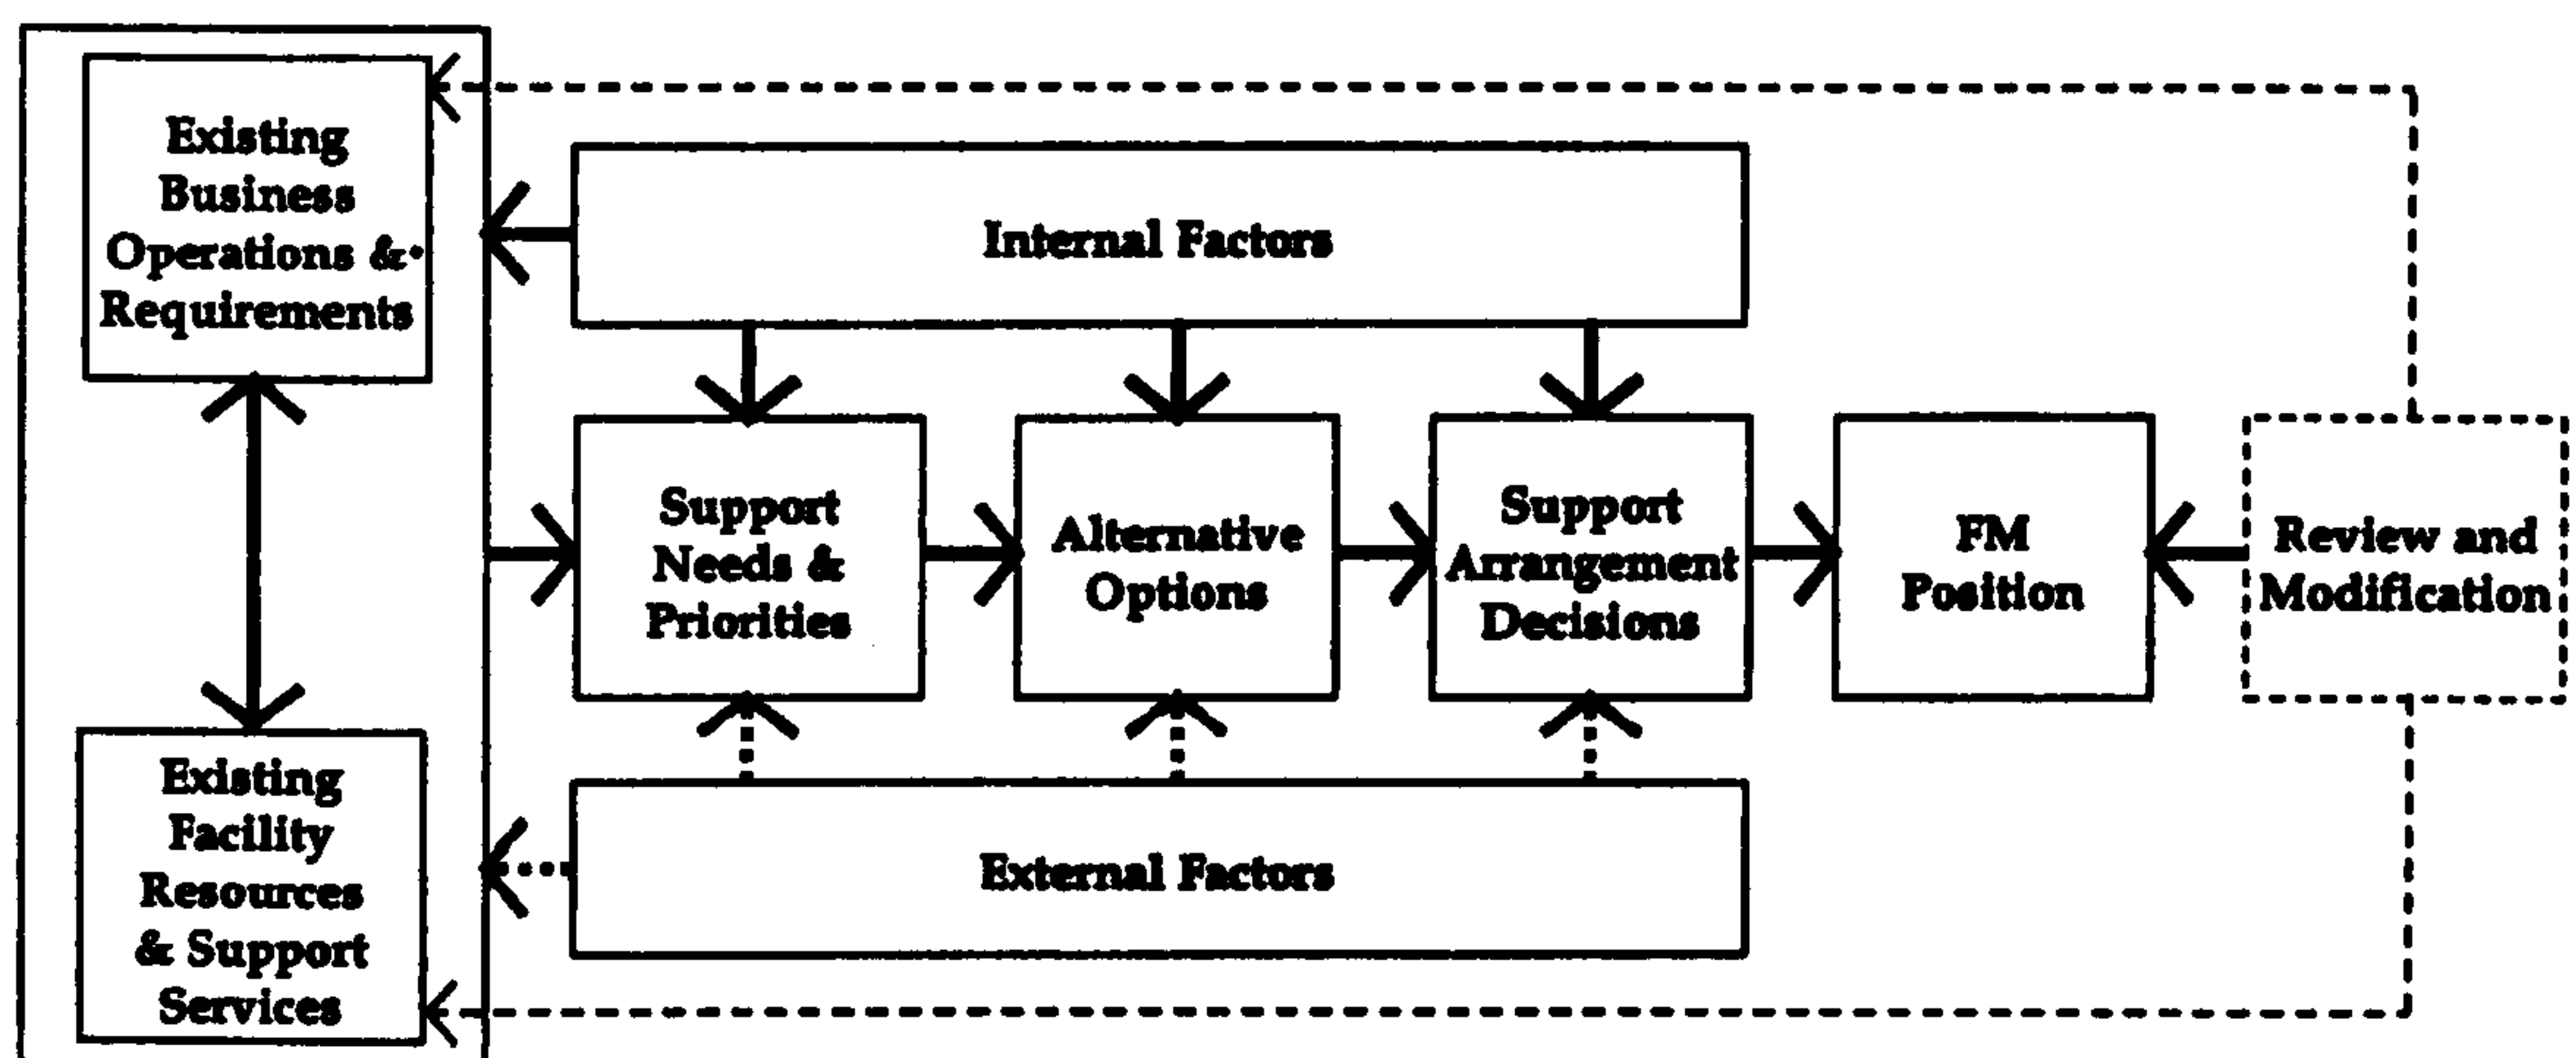 Existing
Business
Operations &
Requirements
Internal Factors
Support
Needs &
Priorities
Alternative
Options
Support
Arrangement
Decisions
FM
Position
Review and
Modification
Existing
Facility
Resources
& Support
Services
External Factors